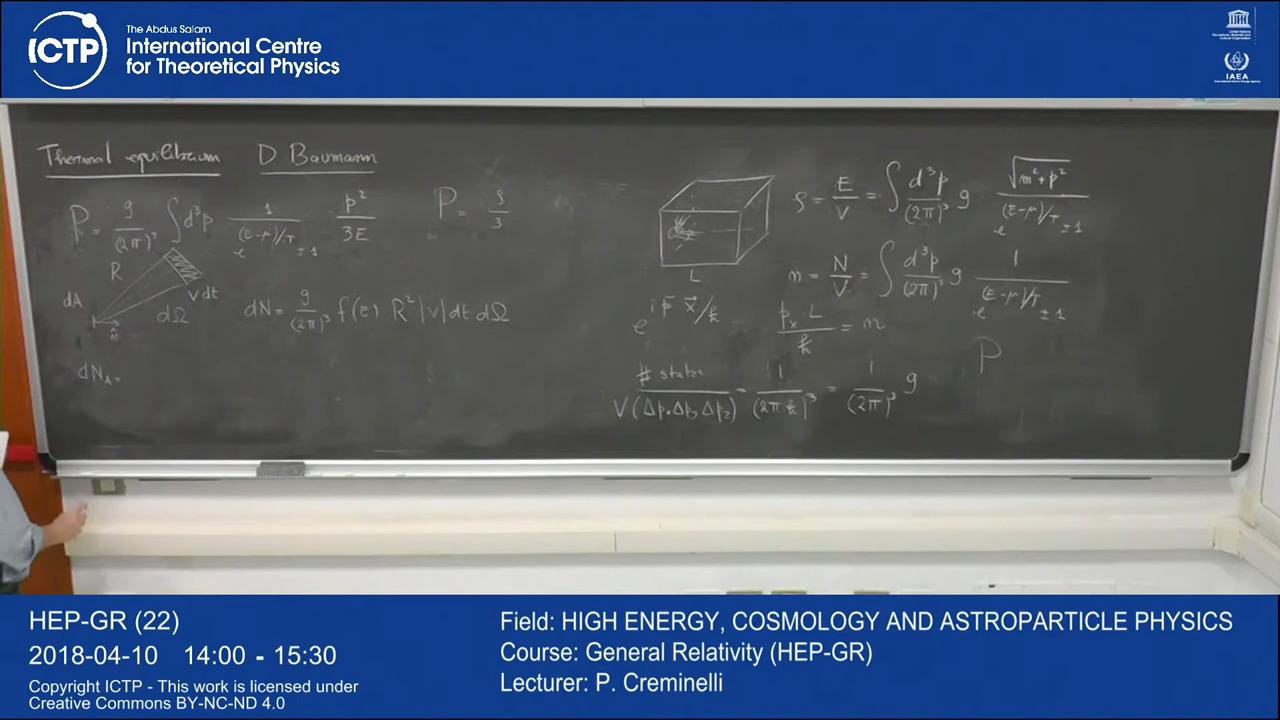 ICTP
The Abdus Salam
International Centre
for Theoretical Physics
UNESCO
IAEA
Thermal equilibrium D Baumann
P = g/(2π)³ ∫ d³p 1/(e^{(E-μ)/T} ± 1) p²/3E
P = ρ/3
R
dA
v dt
dΩ
n̂
dN = g/(2π)³ f(E) R² |v| dt dΩ
dN_A =
L
ρ = E/V = ∫ d³p/(2π)³ g √(m²+p²)/(e^{(E-μ)/T} ± 1)
n = N/V = ∫ d³p/(2π)³ g 1/(e^{(E-μ)/T} ± 1)
e^{i p⃗ x⃗/ħ}
p_x · L/ħ = n
# states/V(Δp_x Δp_y Δp_z) = 1/(2πħ)³ = 1/(2π)³ g
P
HEP-GR (22)
2018-04-10 14:00 - 15:30
Copyright ICTP - This work is licensed under
Creative Commons BY-NC-ND 4.0
Field: HIGH ENERGY, COSMOLOGY AND ASTROPARTICLE PHYSICS
Course: General Relativity (HEP-GR)
Lecturer: P. Creminelli